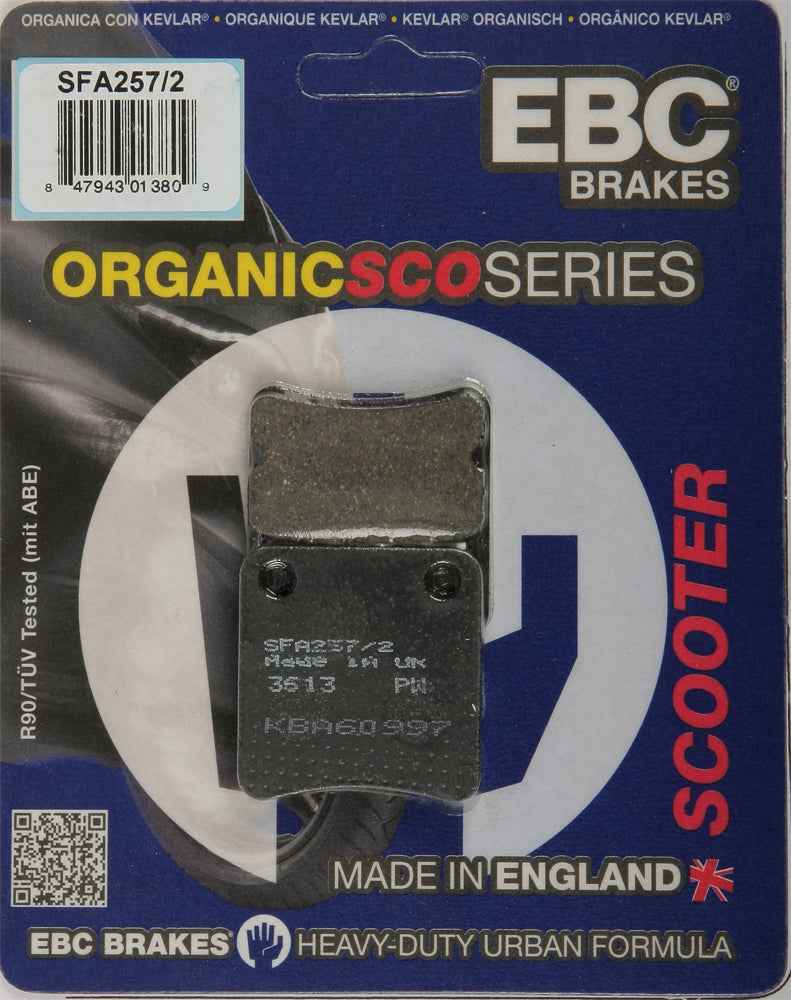 ORGANICA CON KEVLAR® • ORGANIQUE KEVLAR® • KEVLAR® ORGANISCH • ORGÂNICO KEVLAR®
SFA257/2
8 47943 01380 9
EBC®
BRAKES
ORGANICSCOSERIES
R90/TÜV Tested (mit ABE)
SCOOTER
SFA257/2
Made in UK
3613 PW
KBA60997
MADE IN ENGLAND
EBC BRAKES® HEAVY-DUTY URBAN FORMULA